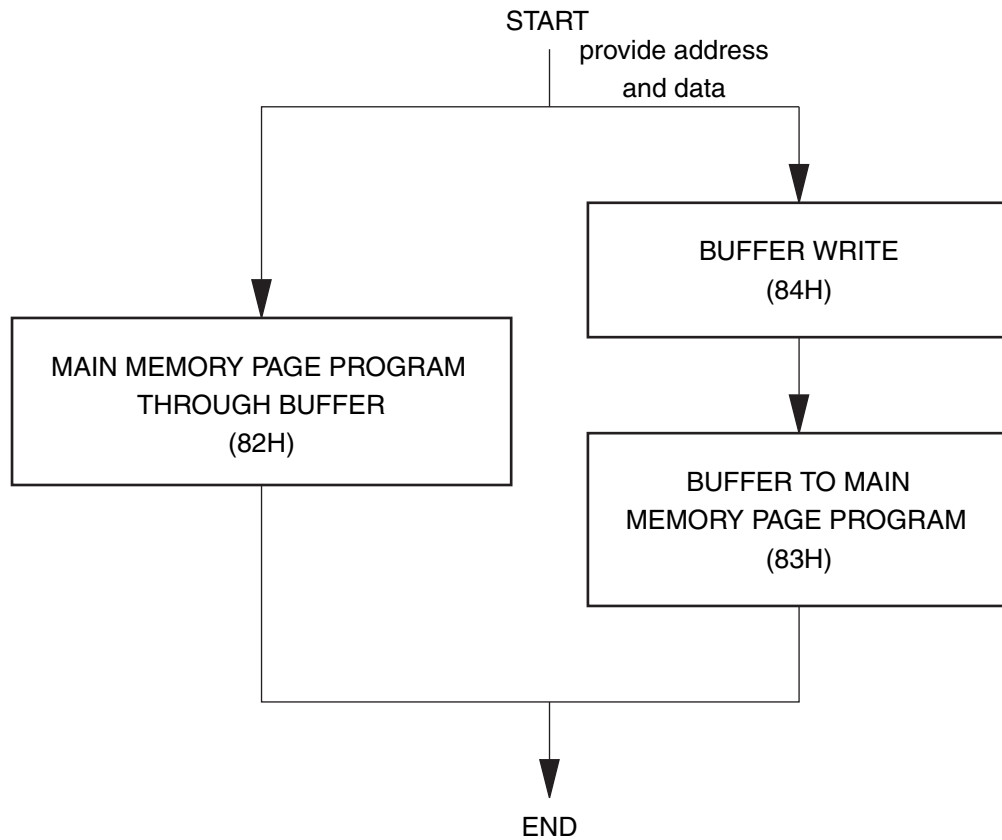 START
provide address
and data
BUFFER WRITE
(84H)
MAIN MEMORY PAGE PROGRAM
THROUGH BUFFER
(82H)
BUFFER TO MAIN
MEMORY PAGE PROGRAM
(83H)
END